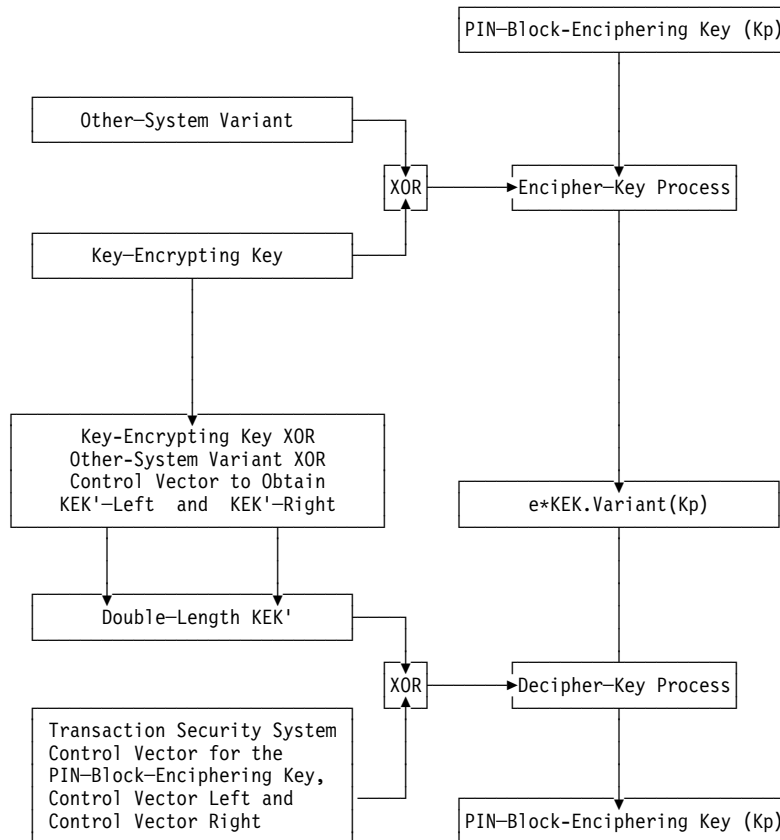 PIN—Block-Enciphering Key (Kp)
Other—System Variant
XOR
Encipher—Key Process
Key—Encrypting Key
Key-Encrypting Key XOR
Other-System Variant XOR
Control Vector to Obtain
KEK'—Left and KEK'—Right
e*KEK.Variant(Kp)
Double—Length KEK'
XOR
Decipher—Key Process
Transaction Security System
Control Vector for the
PIN—Block—Enciphering Key,
Control Vector Left and
Control Vector Right
PIN—Block-Enciphering Key (Kp)